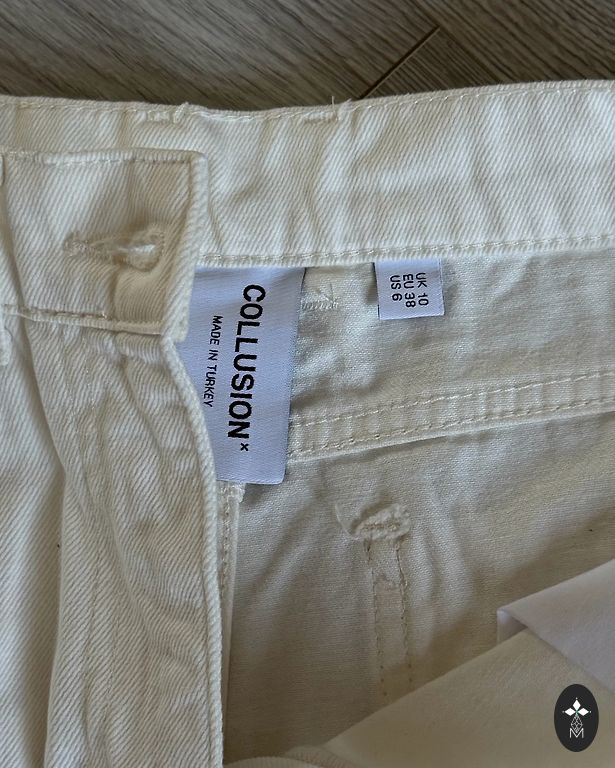 COLLUSION×
MADE IN TURKEY
UK 10
EU 38
US 6
M